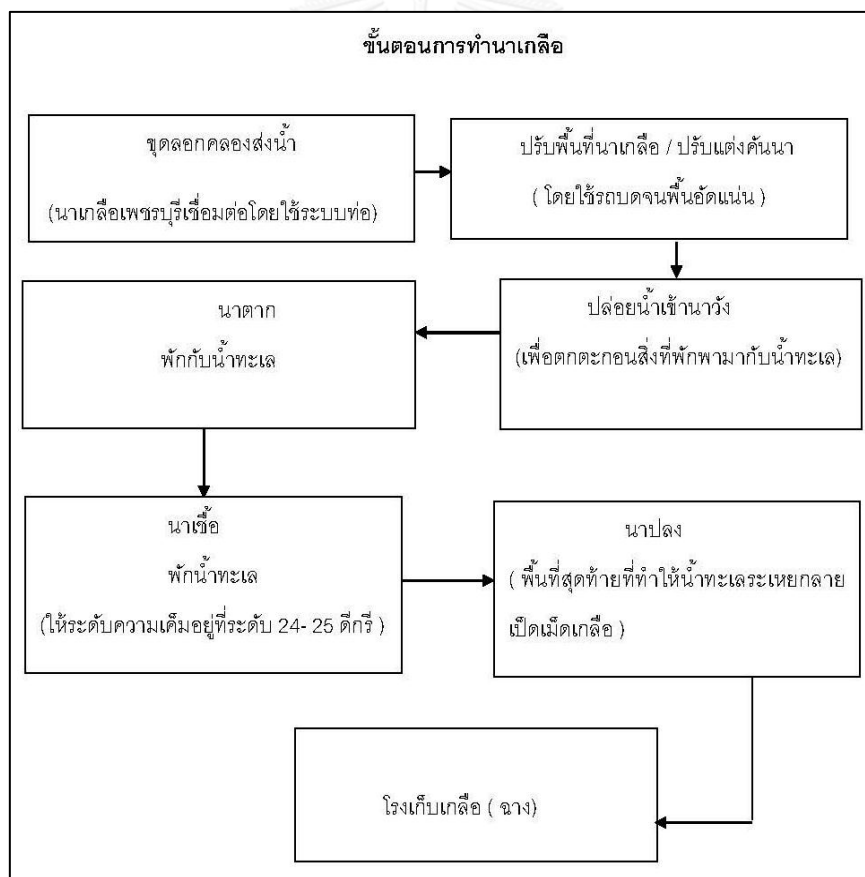 ขั้นตอนการทำนาเกลือ
ขุดลอกคลองส่งน้ำ
(นาเกลือเพชรบุรีเชื่อมต่อโดยใช้ระบบท่อ)
ปรับพื้นที่นาเกลือ / ปรับแต่งคันนา
( โดยใช้รถบดจนพื้นอัดแน่น )
ปล่อยน้ำเข้านาวัง
(เพื่อตกตะกอนสิ่งที่พักพามากับน้ำทะเล)
นาตาก
พักกับน้ำทะเล
นาเชื้อ
พักน้ำทะเล
(ให้ระดับความเค็มอยู่ที่ระดับ 24- 25 ดีกรี )
นาปลง
( พื้นที่สุดท้ายที่ทำให้น้ำทะเลระเหยกลาย
เป็ดเม็ดเกลือ )
โรงเก็บเกลือ ( ฉาง)